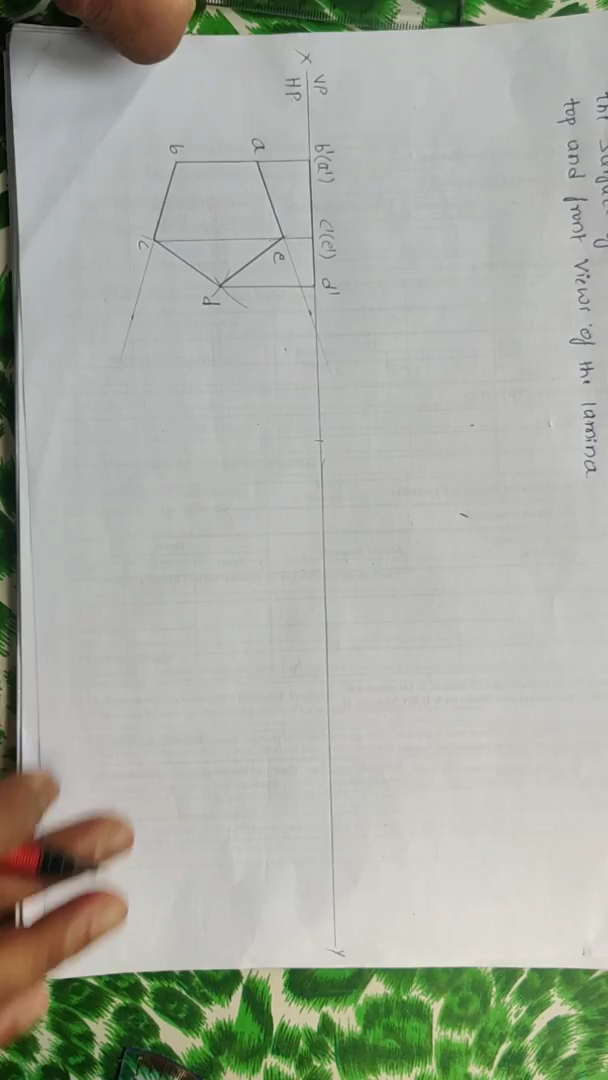 top and front views of the lamina
X
VP
HP
b'(a')
c'(e')
d'
Y
a
e
b
P
c